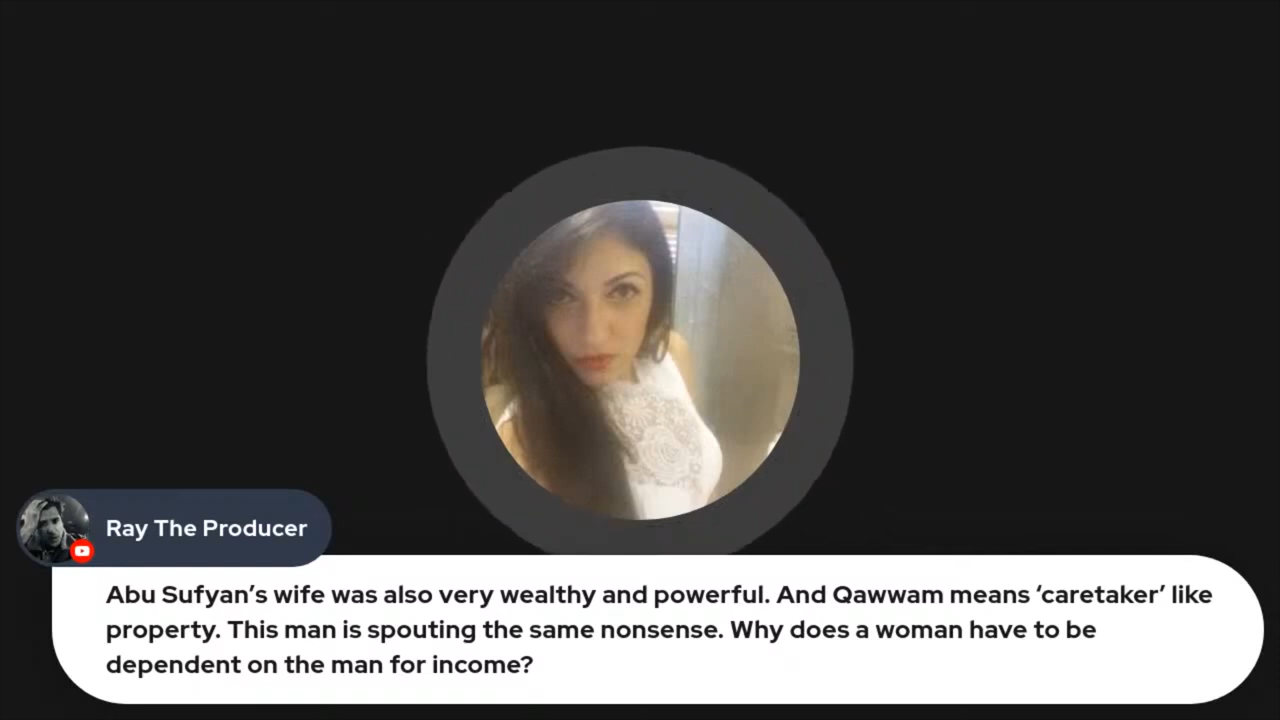 Ray The Producer
Abu Sufyan’s wife was also very wealthy and powerful. And Qawwam means ‘caretaker’ like
property. This man is spouting the same nonsense. Why does a woman have to be
dependent on the man for income?